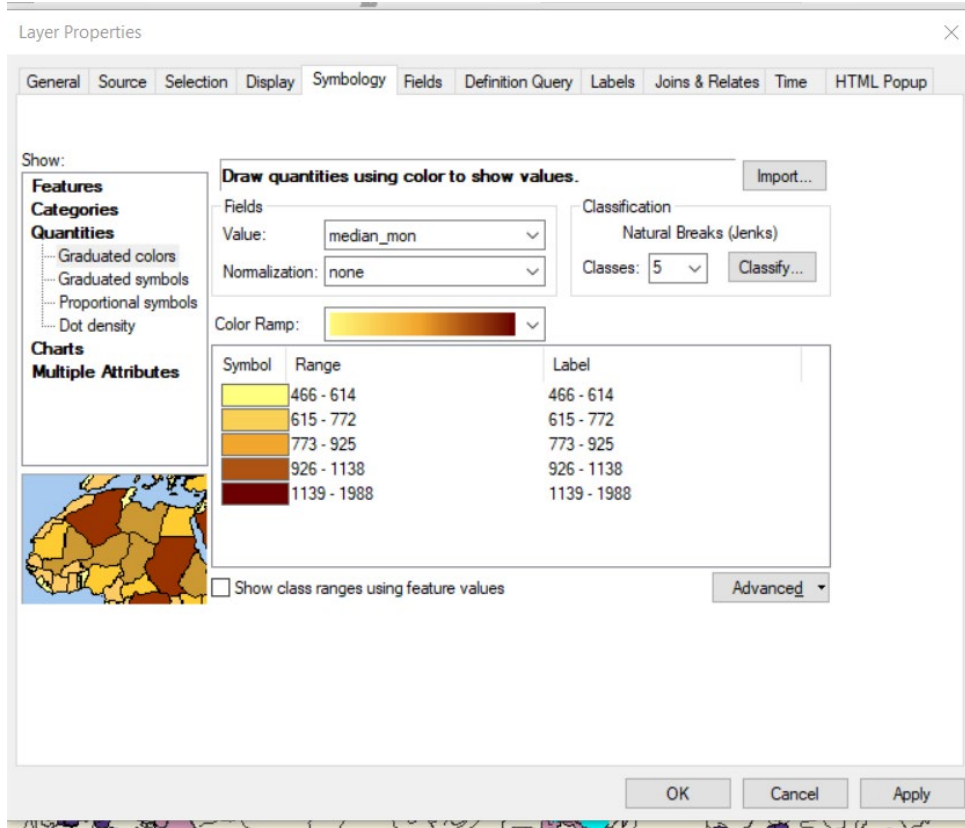 Layer Properties
General Source Selection Display Symbology Fields Definition Query Labels Joins & Relates Time HTML Popup
Show:
Features
Categories
Quantities
Graduated colors
Graduated symbols
Proportional symbols
Dot density
Charts
Multiple Attributes
Draw quantities using color to show values.
Import...
Fields
Value: median_mon
Normalization: none
Classification
Natural Breaks (Jenks)
Classes: 5 Classify...
Color Ramp:
Symbol Range Label
466 - 614 466 - 614
615 - 772 615 - 772
773 - 925 773 - 925
926 - 1138 926 - 1138
1139 - 1988 1139 - 1988
Show class ranges using feature values
Advanced
OK Cancel Apply